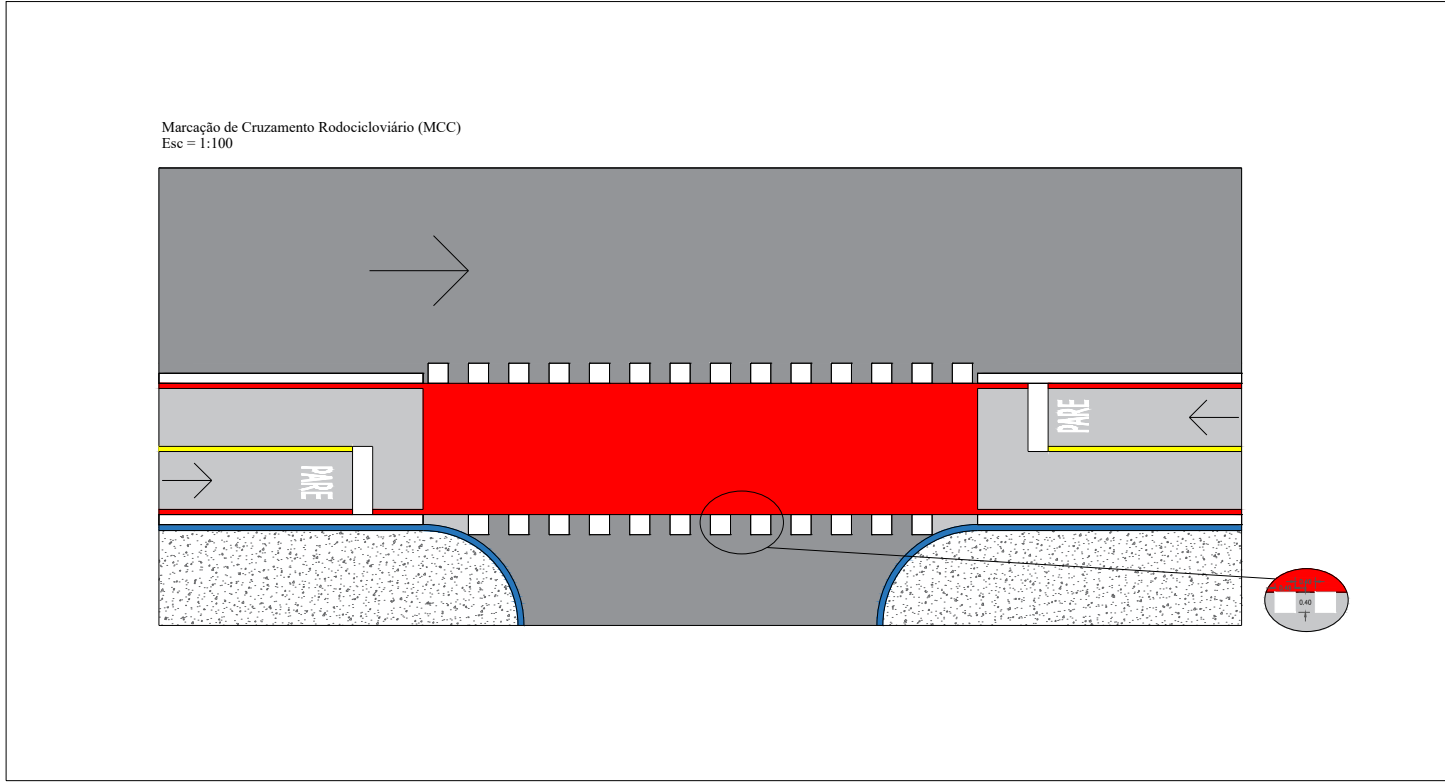 Marcação de Cruzamento Rodocicloviário (MCC)
Esc = 1:100
PARE
PARE
0.40